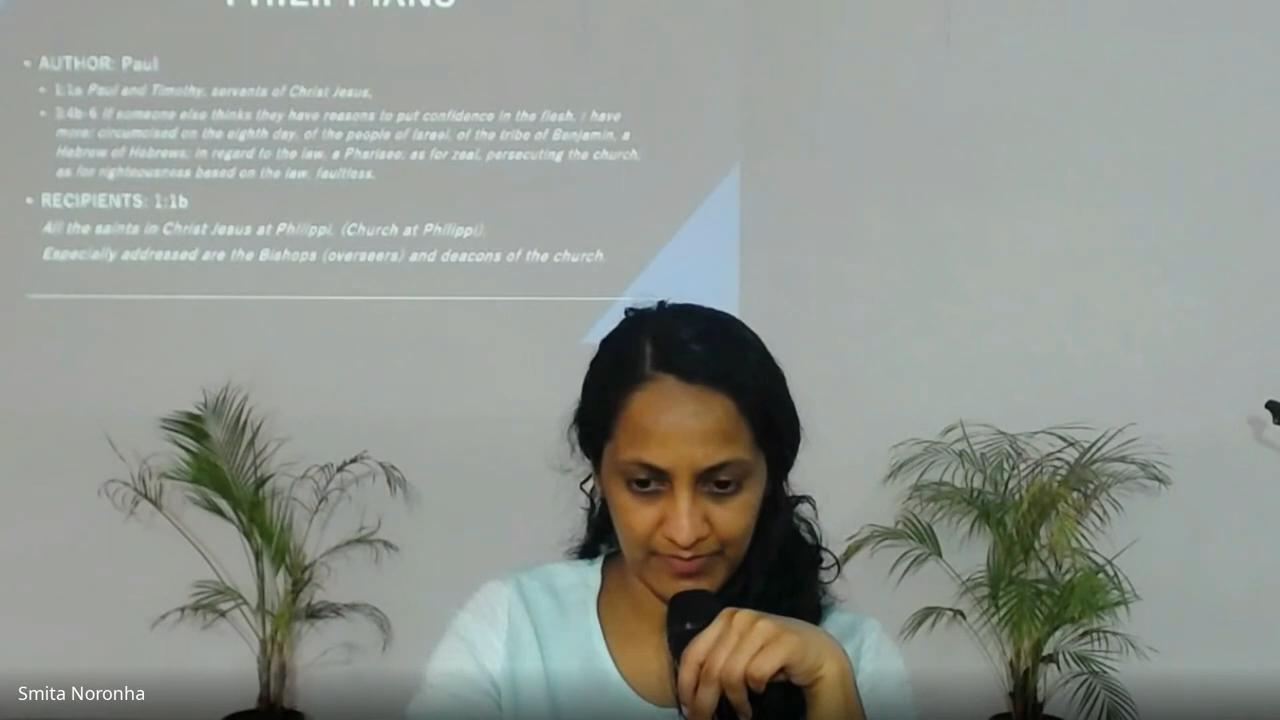 PHILIPPIANS
• AUTHOR: Paul
• 1:1a Paul and Timothy, servants of Christ Jesus,
• 3:4b-6 If someone else thinks they have reasons to put confidence in the flesh, I have
more: circumcised on the eighth day, of the people of Israel, of the tribe of Benjamin, a
Hebrew of Hebrews; in regard to the law, a Pharisee; as for zeal, persecuting the church;
as for righteousness based on the law, faultless.
• RECIPIENTS: 1:1b
All the saints in Christ Jesus at Philippi. (Church at Philippi).
Especially addressed are the Bishops (overseers) and deacons of the church.
Smita Noronha